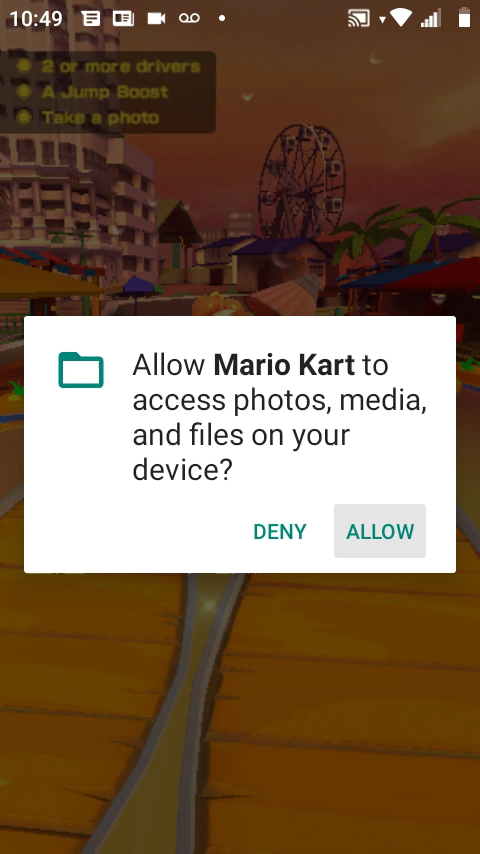 10:49
2 or more drivers
A Jump Boost
Take a photo
Allow Mario Kart to
access photos, media,
and files on your
device?
DENY ALLOW